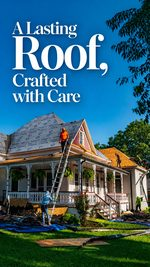 A Lasting
Roof,
Crafted
with Care